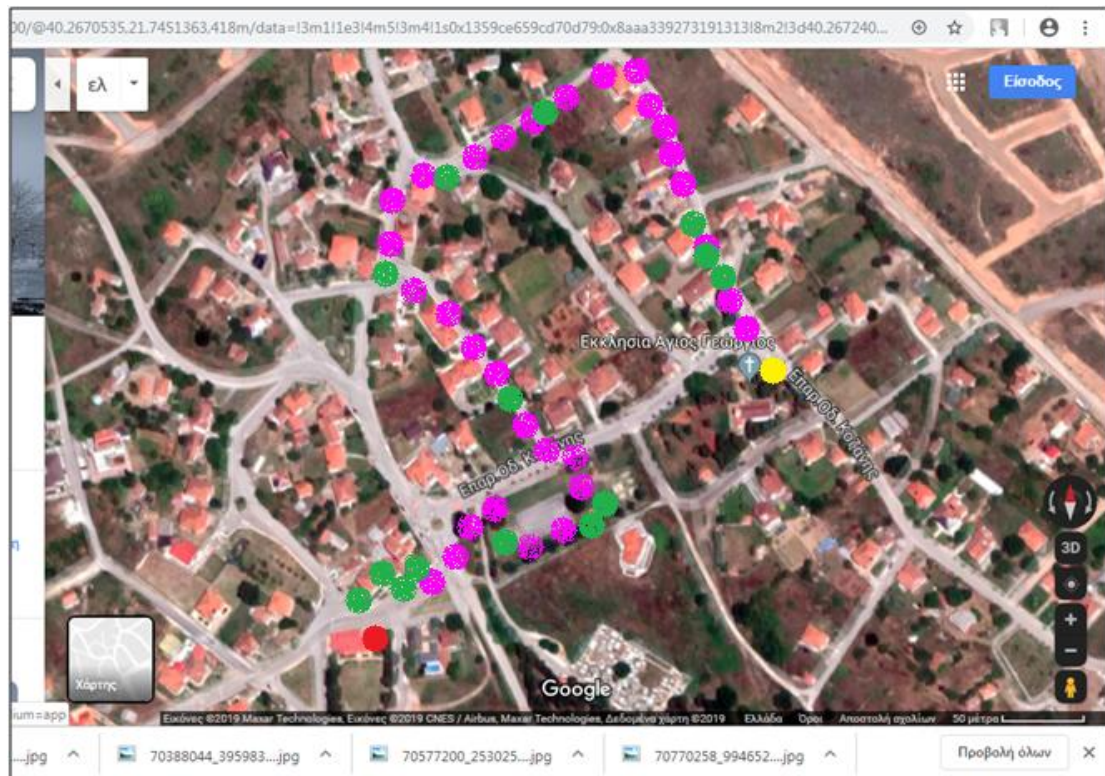 00/@40.2670535,21.7451363,418m/data=!3m1!1e3!4m5!3m4!1s0x1359ce659cd70d79:0x8aaa339273191313!8m2!3d40.267240...
ελ
Είσοδος
Εκκλησία Άγιος Γεώργιος
Επαρ.Οδ. Κοζάνης
Επαρ.Οδ. Κοζάνης
3D
Χάρτης
Google
ium=app
Εικόνες ©2019 Maxar Technologies, Εικόνες ©2019 CNES / Airbus, Maxar Technologies, Δεδομένα χάρτη ©2019 Ελλάδα Όροι Αποστολή σχολίων 50 μέτρα
....jpg
70388044_395983....jpg
70577200_253025....jpg
70770258_994652....jpg
Προβολή όλων